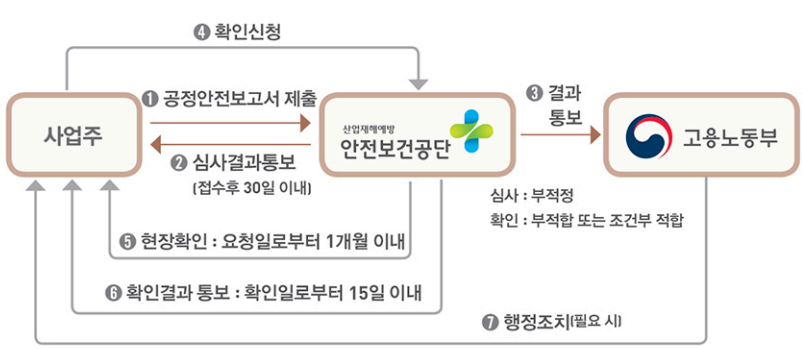 ❹ 확인신청
❶ 공정안전보고서 제출
❸ 결과
통보
사업주
산업재해예방
안전보건공단
고용노동부
❷ 심사결과통보
(접수후 30일 이내)
심사 : 부적정
확인 : 부적합 또는 조건부 적합
❺ 현장확인 : 요청일로부터 1개월 이내
❻ 확인결과 통보 : 확인일로부터 15일 이내
❼ 행정조치(필요 시)